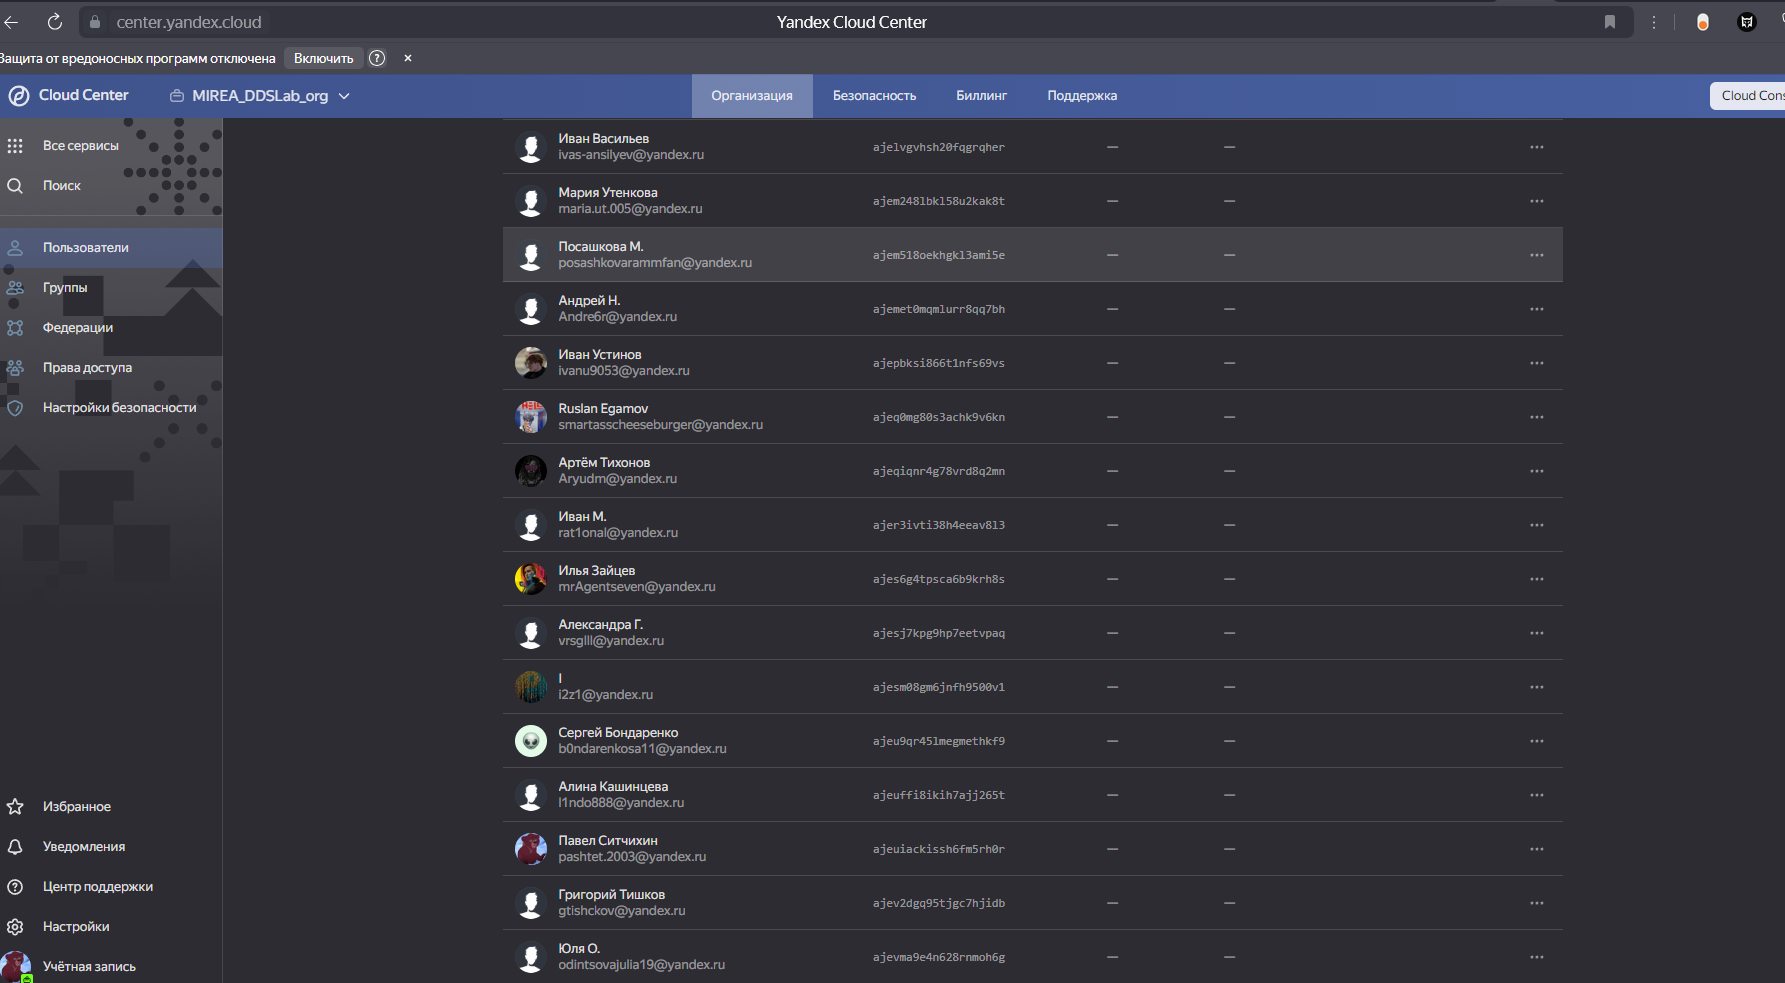 center.yandex.cloud
Yandex Cloud Center
Защита от вредоносных программ отключена
Включить
Cloud Center
MIREA_DDSLab_org
Организация
Безопасность
Биллинг
Поддержка
Cloud Cons
Все сервисы
Поиск
Пользователи
Группы
Федерации
Права доступа
Настройки безопасности
Избранное
Уведомления
Центр поддержки
Настройки
Учётная запись
Иван Васильев
ivas-ansilyev@yandex.ru
ajelvgvhsh20fqgrqher — —
Мария Утенкова
maria.ut.005@yandex.ru
ajem248lbkl58u2kak8t — —
Посашкова М.
posashkovarammfan@yandex.ru
ajem518oekhgkl3ami5e — —
Андрей Н.
Andre6r@yandex.ru
ajemet0mqmlurr8qq7bh — —
Иван Устинов
ivanu9053@yandex.ru
ajepbksi866t1nfs69vs — —
Ruslan Egamov
smartasscheeseburger@yandex.ru
ajeq0mg80s3achk9v6kn — —
Артём Тихонов
Aryudm@yandex.ru
ajeqiqnr4g78vrd8q2mn — —
Иван М.
rat1onal@yandex.ru
ajer3ivti38h4eeav8l3 — —
Илья Зайцев
mrAgentseven@yandex.ru
ajes6g4tpsca6b9krh8s — —
Александра Г.
vrsglll@yandex.ru
ajesj7kpg9hp7eetvpaq — —
I
i2z1@yandex.ru
ajesm08gm6jnfh9500v1 — —
Сергей Бондаренко
b0ndarenkosa11@yandex.ru
ajeu9qr45lmegmethkf9 — —
Алина Кашинцева
l1ndo888@yandex.ru
ajeuffi8ikih7ajj265t — —
Павел Ситчихин
pashtet.2003@yandex.ru
ajeuiackissh6fm5rh0r — —
Григорий Тишков
gtishckov@yandex.ru
ajev2dgq95tjgc7hjidb — —
Юля О.
odintsovajulia19@yandex.ru
ajevma9e4n628rnmoh6g — —